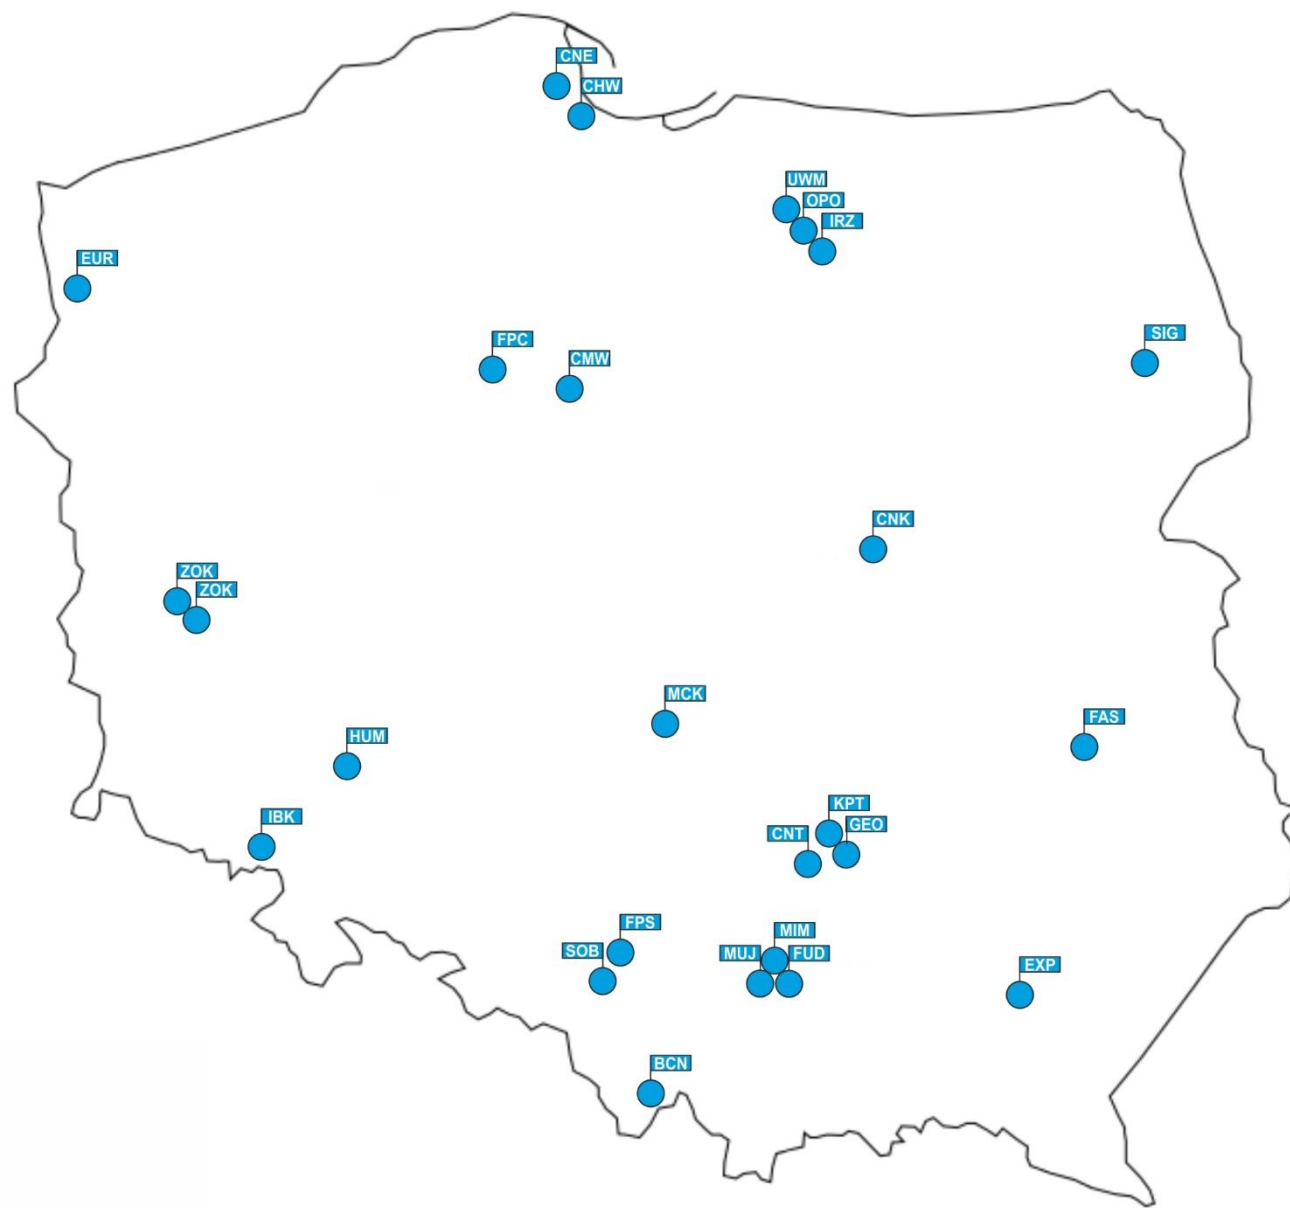 CNE
CHW
UWM
OPO
IRZ
EUR
SIG
FPC
CMW
CNK
ZOK
ZOK
MCK
FAS
HUM
KPT
IBK
GEO
CNT
FPS
MIM
SOB
MUJ
FUD
EXP
BCN